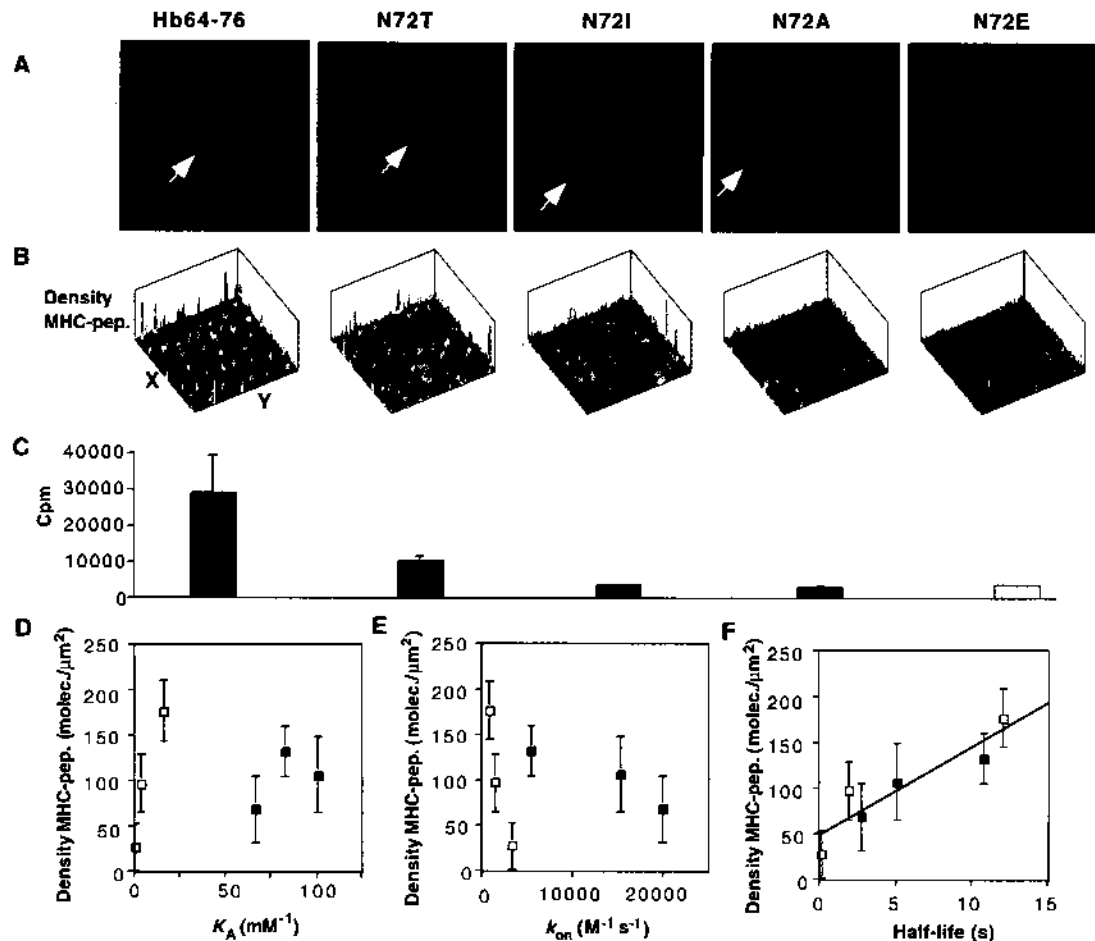 Hb64-76 N72T N72I N72A N72E
A
B
Density
MHC-pep.
X
Y
C
Cpm
40000
30000
20000
10000
0
D
Density MHC-pep. (molec./µm²)
250
200
150
100
50
0
0 50 100
K_A (mM⁻¹)
E
Density MHC-pep. (molec./µm²)
250
200
150
100
50
0
0 10000 20000
k_on (M⁻¹ s⁻¹)
F
Density MHC-pep. (molec./µm²)
250
200
150
100
50
0
0 5 10 15
Half-life (s)